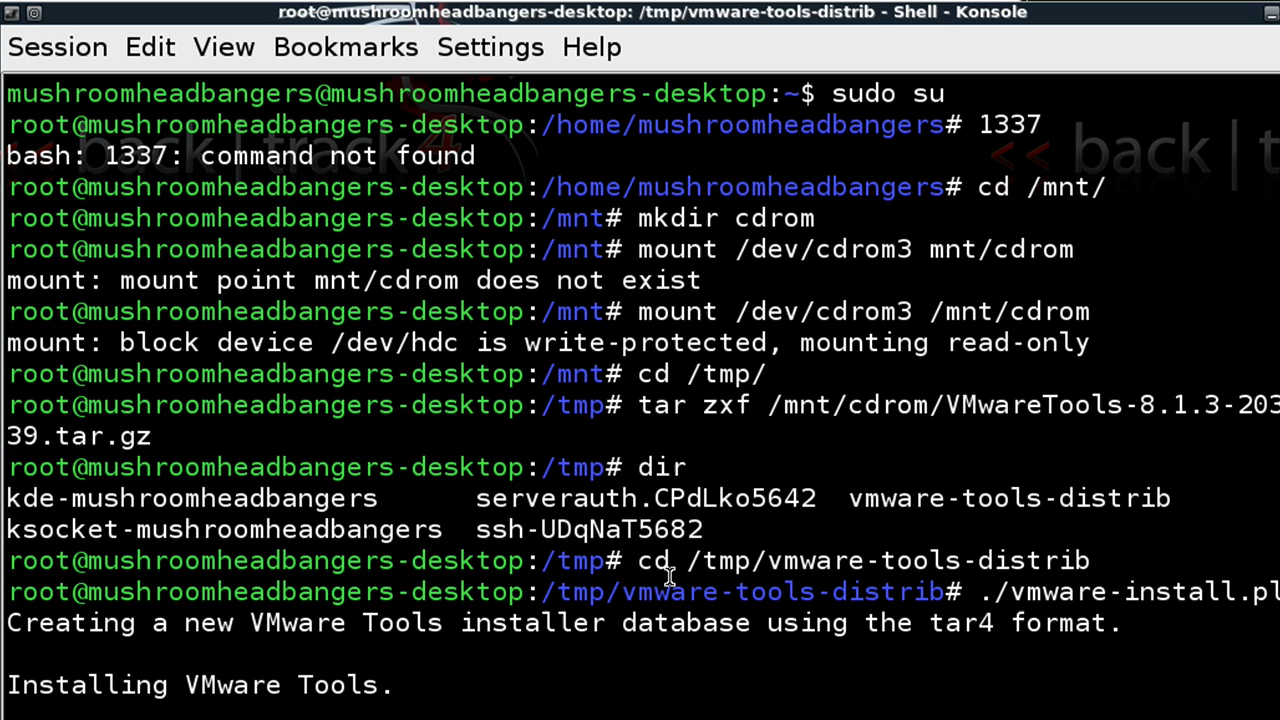 root@mushroomheadbangers-desktop: /tmp/vmware-tools-distrib - Shell - Konsole
Session Edit View Bookmarks Settings Help
mushroomheadbangers@mushroomheadbangers-desktop:~$ sudo su
root@mushroomheadbangers-desktop:/home/mushroomheadbangers# 1337
bash: 1337: command not found
<< back | track 4
<< back | t
root@mushroomheadbangers-desktop:/home/mushroomheadbangers# cd /mnt/
root@mushroomheadbangers-desktop:/mnt# mkdir cdrom
root@mushroomheadbangers-desktop:/mnt# mount /dev/cdrom3 mnt/cdrom
mount: mount point mnt/cdrom does not exist
root@mushroomheadbangers-desktop:/mnt# mount /dev/cdrom3 /mnt/cdrom
mount: block device /dev/hdc is write-protected, mounting read-only
root@mushroomheadbangers-desktop:/mnt# cd /tmp/
root@mushroomheadbangers-desktop:/tmp# tar zxf /mnt/cdrom/VMwareTools-8.1.3-203
39.tar.gz
root@mushroomheadbangers-desktop:/tmp# dir
kde-mushroomheadbangers serverauth.CPdLko5642 vmware-tools-distrib
ksocket-mushroomheadbangers ssh-UDqNaT5682
root@mushroomheadbangers-desktop:/tmp# cd /tmp/vmware-tools-distrib
root@mushroomheadbangers-desktop:/tmp/vmware-tools-distrib# ./vmware-install.pl
Creating a new VMware Tools installer database using the tar4 format.
Installing VMware Tools.